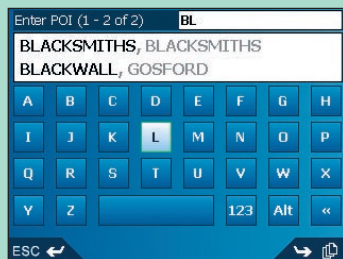 Enter POI (1 - 2 of 2) BL
BLACKSMITHS, BLACKSMITHS
BLACKWALL, GOSFORD
A B C D E F G H
I J K L M N O P
Q R S T U V W X
Y Z 123 Alt «
ESC